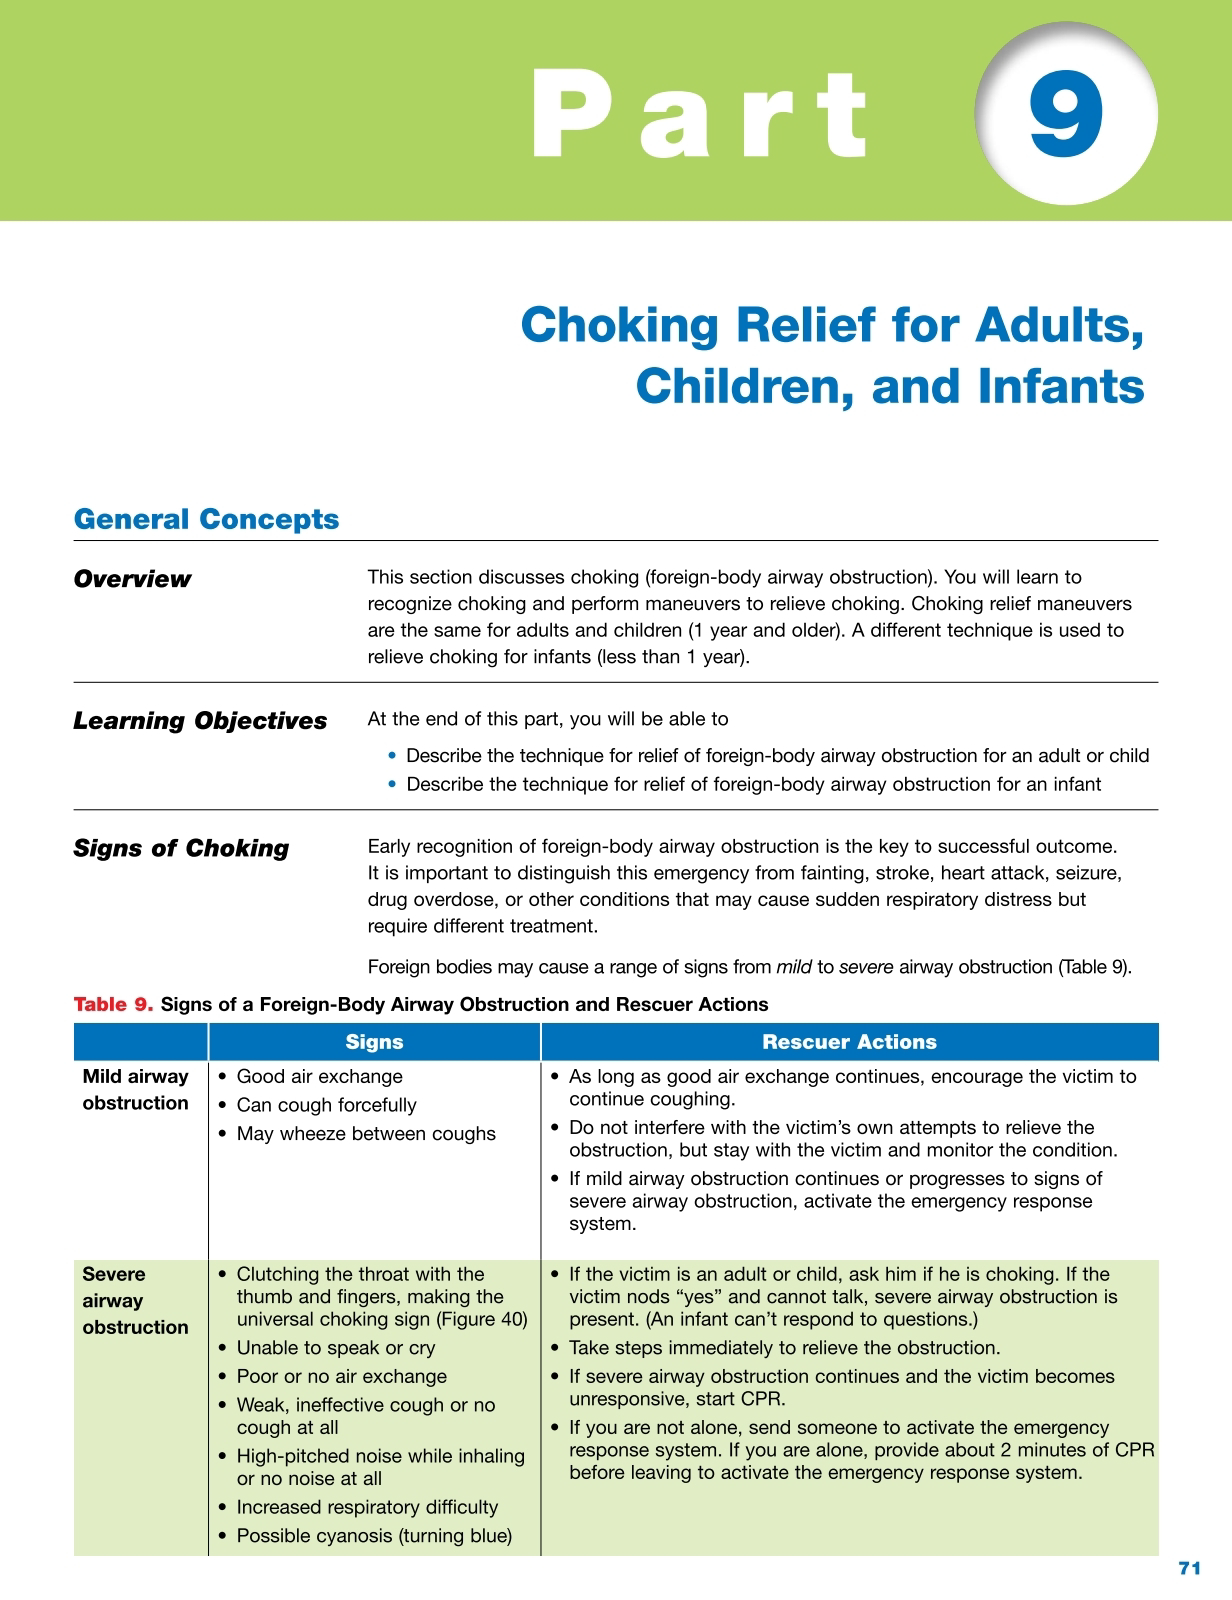 Part 9
Choking Relief for Adults,
Children, and Infants
General Concepts
Overview
This section discusses choking (foreign-body airway obstruction). You will learn to
recognize choking and perform maneuvers to relieve choking. Choking relief maneuvers
are the same for adults and children (1 year and older). A different technique is used to
relieve choking for infants (less than 1 year).
Learning Objectives
At the end of this part, you will be able to
• Describe the technique for relief of foreign-body airway obstruction for an adult or child
• Describe the technique for relief of foreign-body airway obstruction for an infant
Signs of Choking
Early recognition of foreign-body airway obstruction is the key to successful outcome.
It is important to distinguish this emergency from fainting, stroke, heart attack, seizure,
drug overdose, or other conditions that may cause sudden respiratory distress but
require different treatment.
Foreign bodies may cause a range of signs from mild to severe airway obstruction (Table 9).
Table 9. Signs of a Foreign-Body Airway Obstruction and Rescuer Actions
Signs
Rescuer Actions
Mild airway
obstruction
• Good air exchange
• Can cough forcefully
• May wheeze between coughs
• As long as good air exchange continues, encourage the victim to
continue coughing.
• Do not interfere with the victim's own attempts to relieve the
obstruction, but stay with the victim and monitor the condition.
• If mild airway obstruction continues or progresses to signs of
severe airway obstruction, activate the emergency response
system.
Severe
airway
obstruction
• Clutching the throat with the
thumb and fingers, making the
universal choking sign (Figure 40)
• Unable to speak or cry
• Poor or no air exchange
• Weak, ineffective cough or no
cough at all
• High-pitched noise while inhaling
or no noise at all
• Increased respiratory difficulty
• Possible cyanosis (turning blue)
• If the victim is an adult or child, ask him if he is choking. If the
victim nods “yes” and cannot talk, severe airway obstruction is
present. (An infant can't respond to questions.)
• Take steps immediately to relieve the obstruction.
• If severe airway obstruction continues and the victim becomes
unresponsive, start CPR.
• If you are not alone, send someone to activate the emergency
response system. If you are alone, provide about 2 minutes of CPR
before leaving to activate the emergency response system.
71